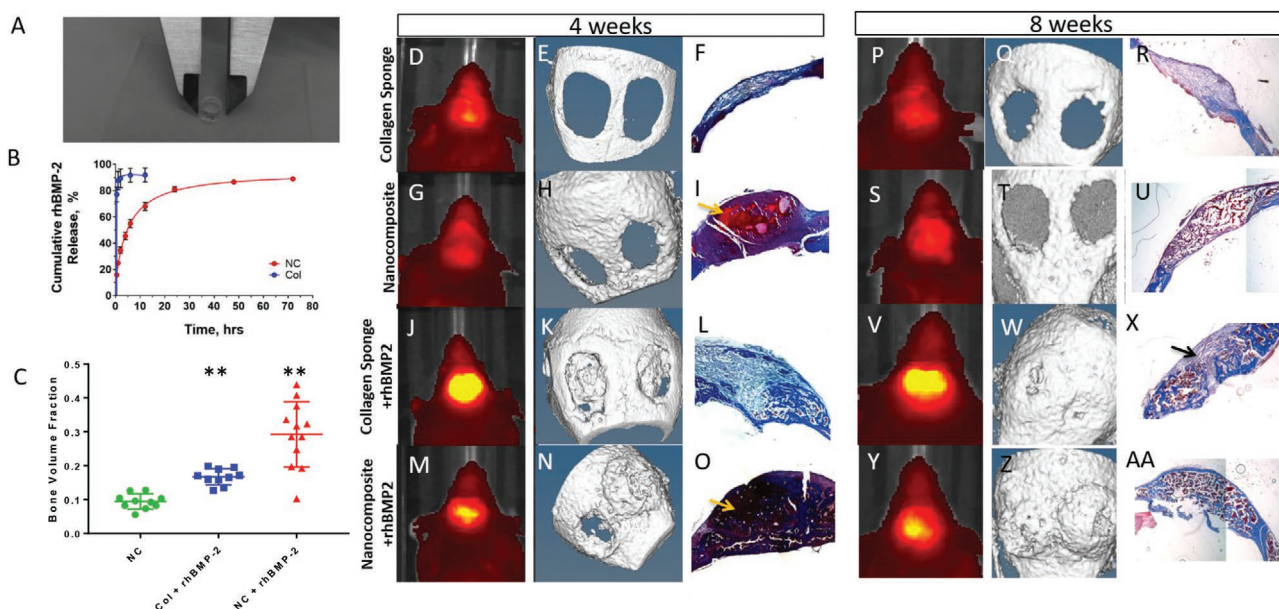 4 weeks
8 weeks
A
B
Cumulative rhBMP-2
Release, %
100
80
60
40
20
0
0 10 20 30 40 50 60 70 80
Time, hrs
NC
Col
C
Bone Volume Fraction
0.5
0.4
0.3
0.2
0.1
0.0
**
**
NC
Col + rhBMP-2
NC + rhBMP-2
Collagen Sponge
D
E
F
P
Q
R
Nanocomposite
G
H
I
S
T
U
Collagen Sponge
+rhBMP2
J
K
L
V
W
X
Nanocomposite
+rhBMP2
M
N
O
Y
Z
AA